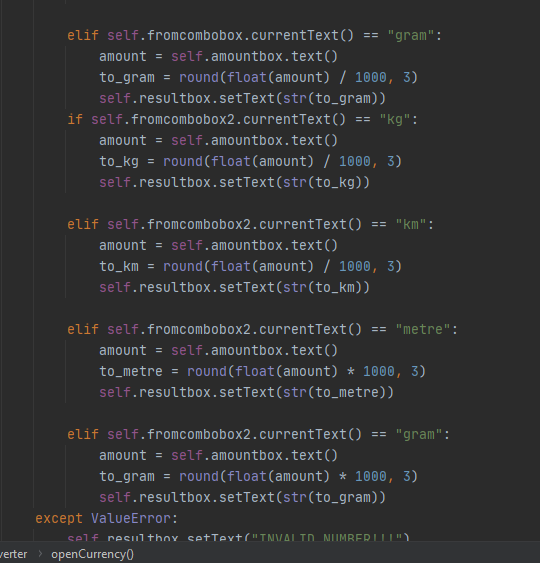 elif self.fromcombobox.currentText() == "gram":
amount = self.amountbox.text()
to_gram = round(float(amount) / 1000, 3)
self.resultbox.setText(str(to_gram))
if self.fromcombobox2.currentText() == "kg":
amount = self.amountbox.text()
to_kg = round(float(amount) / 1000, 3)
self.resultbox.setText(str(to_kg))
elif self.fromcombobox2.currentText() == "km":
amount = self.amountbox.text()
to_km = round(float(amount) / 1000, 3)
self.resultbox.setText(str(to_km))
elif self.fromcombobox2.currentText() == "metre":
amount = self.amountbox.text()
to_metre = round(float(amount) * 1000, 3)
self.resultbox.setText(str(to_metre))
elif self.fromcombobox2.currentText() == "gram":
amount = self.amountbox.text()
to_gram = round(float(amount) * 1000, 3)
self.resultbox.setText(str(to_gram))
except ValueError:
self.resultbox.setText("INVALID NUMBER!!!")
verter › openCurrency()